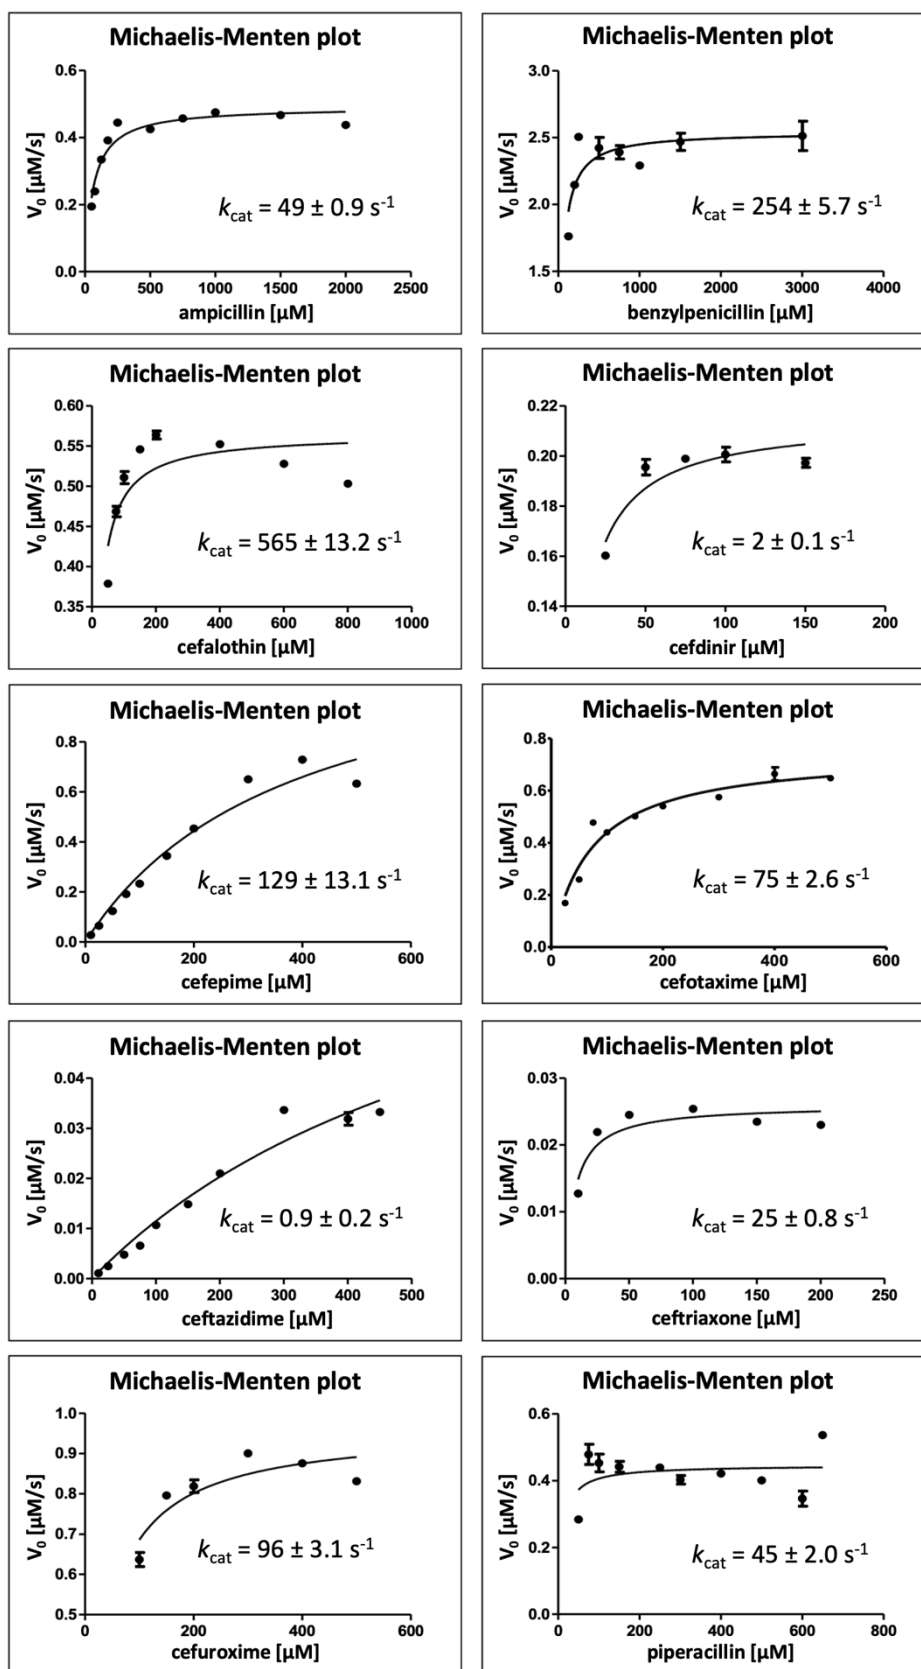 Michaelis-Menten plot
0.6
0.4
0.2
0.0
V0 [µM/s]
kcat = 49 ± 0.9 s-1
0 500 1000 1500 2000 2500
ampicillin [µM]
Michaelis-Menten plot
3.0
2.5
2.0
1.5
V0 [µM/s]
kcat = 254 ± 5.7 s-1
0 1000 2000 3000 4000
benzylpenicillin [µM]
Michaelis-Menten plot
0.60
0.55
0.50
0.45
0.40
0.35
V0 [µM/s]
kcat = 565 ± 13.2 s-1
0 200 400 600 800 1000
cefalothin [µM]
Michaelis-Menten plot
0.22
0.20
0.18
0.16
0.14
V0 [µM/s]
kcat = 2 ± 0.1 s-1
0 50 100 150 200
cefdinir [µM]
Michaelis-Menten plot
0.8
0.6
0.4
0.2
0.0
V0 [µM/s]
kcat = 129 ± 13.1 s-1
0 200 400 600
cefepime [µM]
Michaelis-Menten plot
0.8
0.6
0.4
0.2
0.0
V0 [µM/s]
kcat = 75 ± 2.6 s-1
0 200 400 600
cefotaxime [µM]
Michaelis-Menten plot
0.04
0.03
0.02
0.01
0.00
V0 [µM/s]
kcat = 0.9 ± 0.2 s-1
0 100 200 300 400 500
ceftazidime [µM]
Michaelis-Menten plot
0.03
0.02
0.01
0.00
V0 [µM/s]
kcat = 25 ± 0.8 s-1
0 50 100 150 200 250
ceftriaxone [µM]
Michaelis-Menten plot
1.0
0.9
0.8
0.7
0.6
0.5
V0 [µM/s]
kcat = 96 ± 3.1 s-1
0 200 400 600
cefuroxime [µM]
Michaelis-Menten plot
0.6
0.4
0.2
0.0
V0 [µM/s]
kcat = 45 ± 2.0 s-1
0 200 400 600 800
piperacillin [µM]